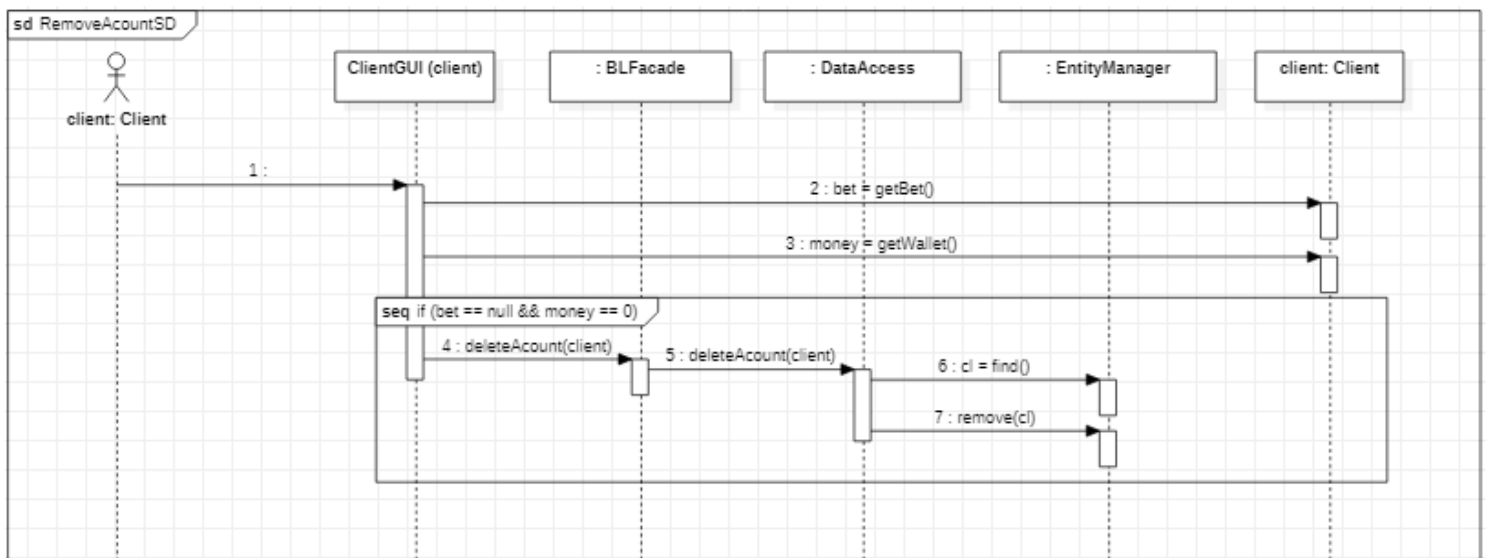 sd RemoveAcountSD
client: Client
ClientGUI (client)
: BLFacade
: DataAccess
: EntityManager
client: Client
1 :
2 : bet = getBet()
3 : money = getWallet()
seq if (bet == null && money == 0)
4 : deleteAcount(client)
5 : deleteAcount(client)
6 : cl = find()
7 : remove(cl)